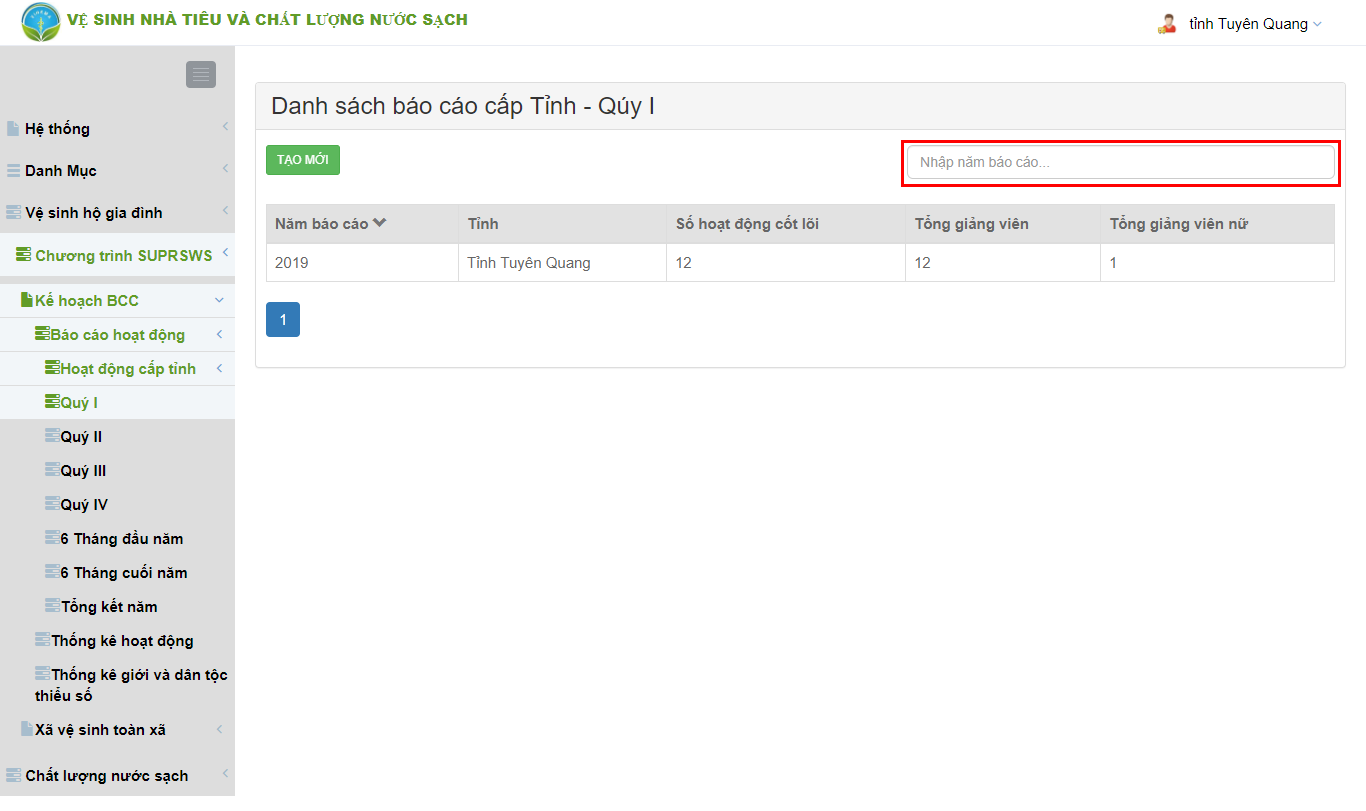 VỆ SINH NHÀ TIÊU VÀ CHẤT LƯỢNG NƯỚC SẠCH
tỉnh Tuyên Quang
Hệ thống
Danh Mục
Vệ sinh hộ gia đình
Chương trình SUPRSWS
Kế hoạch BCC
Báo cáo hoạt động
Hoạt động cấp tỉnh
Quý I
Quý II
Quý III
Quý IV
6 Tháng đầu năm
6 Tháng cuối năm
Tổng kết năm
Thống kê hoạt động
Thống kê giới và dân tộc
thiểu số
Xã vệ sinh toàn xã
Chất lượng nước sạch
Danh sách báo cáo cấp Tỉnh - Qúy I
TẠO MỚI
Nhập năm báo cáo...
Năm báo cáo Tỉnh Số hoạt động cốt lõi Tổng giảng viên Tổng giảng viên nữ
2019 Tỉnh Tuyên Quang 12 12 1
1